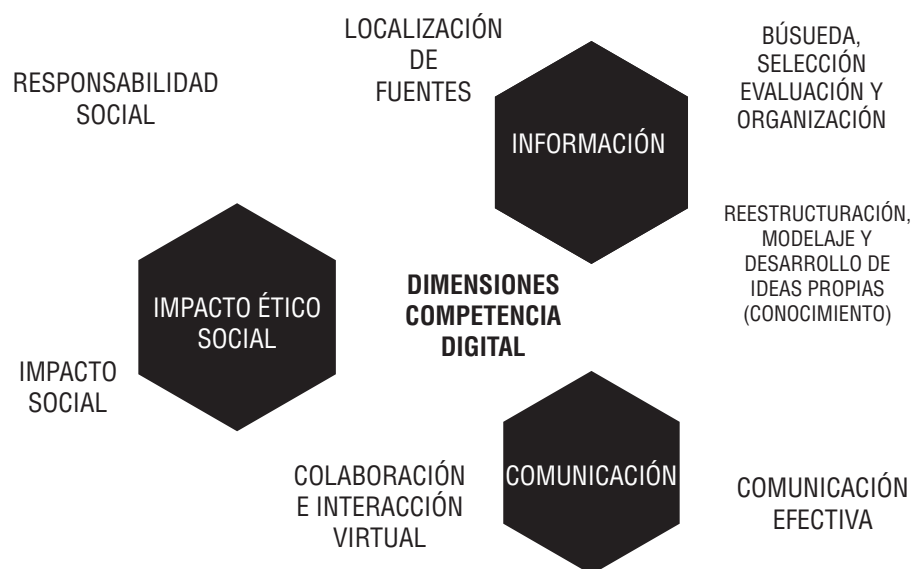 LOCALIZACIÓN
DE
FUENTES
BÚSUEDA,
SELECCIÓN
EVALUACIÓN Y
ORGANIZACIÓN
RESPONSABILIDAD
SOCIAL
INFORMACIÓN
REESTRUCTURACIÓN,
MODELAJE Y
DESARROLLO DE
IDEAS PROPIAS
(CONOCIMIENTO)
DIMENSIONES
COMPETENCIA
DIGITAL
IMPACTO ÉTICO
SOCIAL
IMPACTO
SOCIAL
COLABORACIÓN
E INTERACCIÓN
VIRTUAL
COMUNICACIÓN
COMUNICACIÓN
EFECTIVA